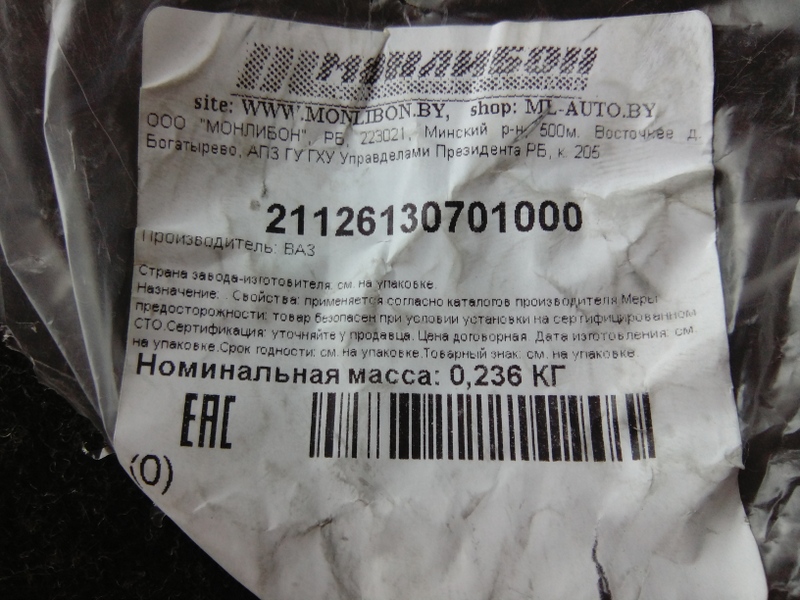 МОНЛИБОН
site: WWW.MONLIBON.BY, shop: ML-AUTO.BY
ООО "МОНЛИБОН", РБ, 223021, Минский р-н, 500м. Восточнее д.
Богатырево, АПЗ ГУ ГХУ Управделами Президента РБ, к. 205
21126130701000
Производитель: ВАЗ
Страна завода-изготовителя: см. на упаковке.
Назначение: . Свойства: применяется согласно каталогов производителя Меры
предосторожности: товар безопасен при условии установки на сертифицированном
СТО.Сертификация: уточняйте у продавца. Цена договорная. Дата изготовления: см.
на упаковке.Срок годности: см. на упаковке.Товарный знак: см. на упаковке
Номинальная масса: 0,236 КГ
EAC
(0)